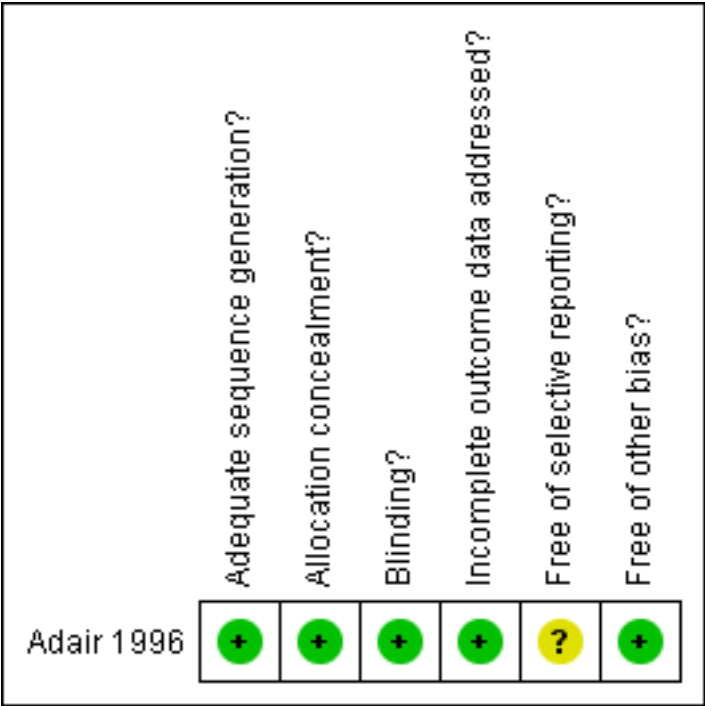 Adequate sequence generation?
Allocation concealment?
Blinding?
Incomplete outcome data addressed?
Free of selective reporting?
Free of other bias?
Adair 1996 + + + + ? +